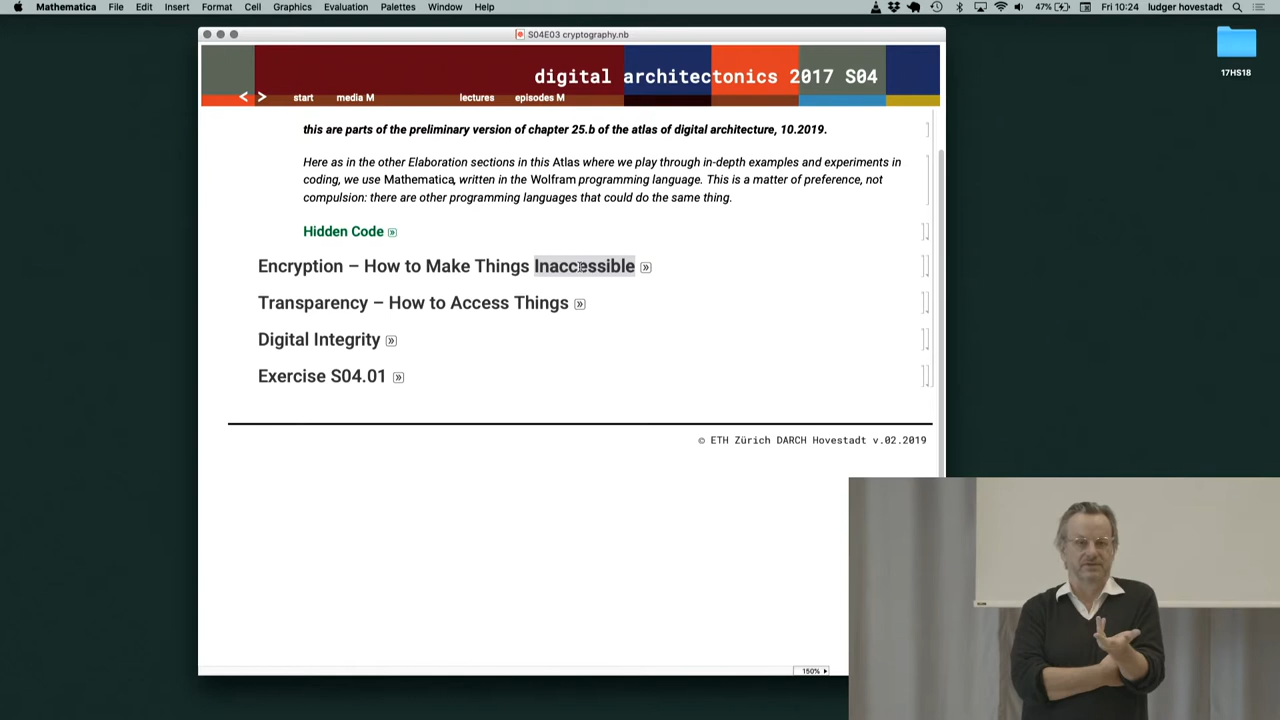 Mathematica File Edit Insert Format Cell Graphics Evaluation Palettes Window Help 47% Fri 10:24 ludger hovestadt
S04E03 cryptography.nb
17HS18
digital architectonics 2017 S04
< > start media M lectures episodes M
this are parts of the preliminary version of chapter 25.b of the atlas of digital architecture, 10.2019.
Here as in the other Elaboration sections in this Atlas where we play through in-depth examples and experiments in
coding, we use Mathematica, written in the Wolfram programming language. This is a matter of preference, not
compulsion: there are other programming languages that could do the same thing.
Hidden Code »
Encryption – How to Make Things Inaccessible »
Transparency – How to Access Things »
Digital Integrity »
Exercise S04.01 »
© ETH Zürich DARCH Hovestadt v.02.2019
150%